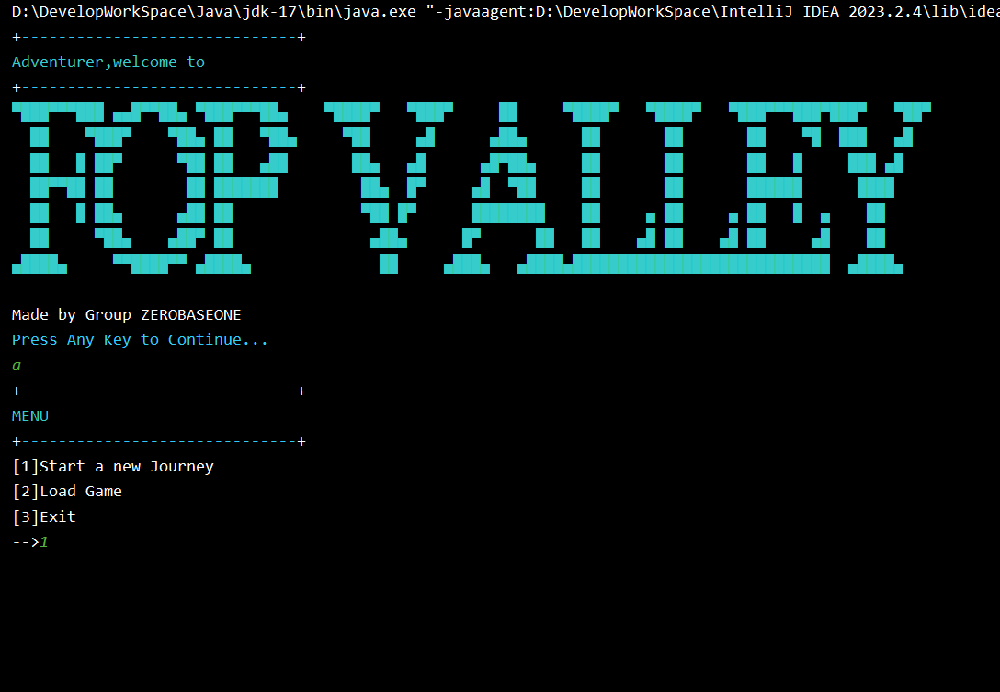 D:\DevelopWorkSpace\Java\jdk-17\bin\java.exe "-javaagent:D:\DevelopWorkSpace\IntelliJ IDEA 2023.2.4\lib\idea
+------------------------------+
Adventurer,welcome to
+------------------------------+
FOP VALLEY
Made by Group ZEROBASEONE
Press Any Key to Continue...
a
+------------------------------+
MENU
+------------------------------+
[1]Start a new Journey
[2]Load Game
[3]Exit
-->1